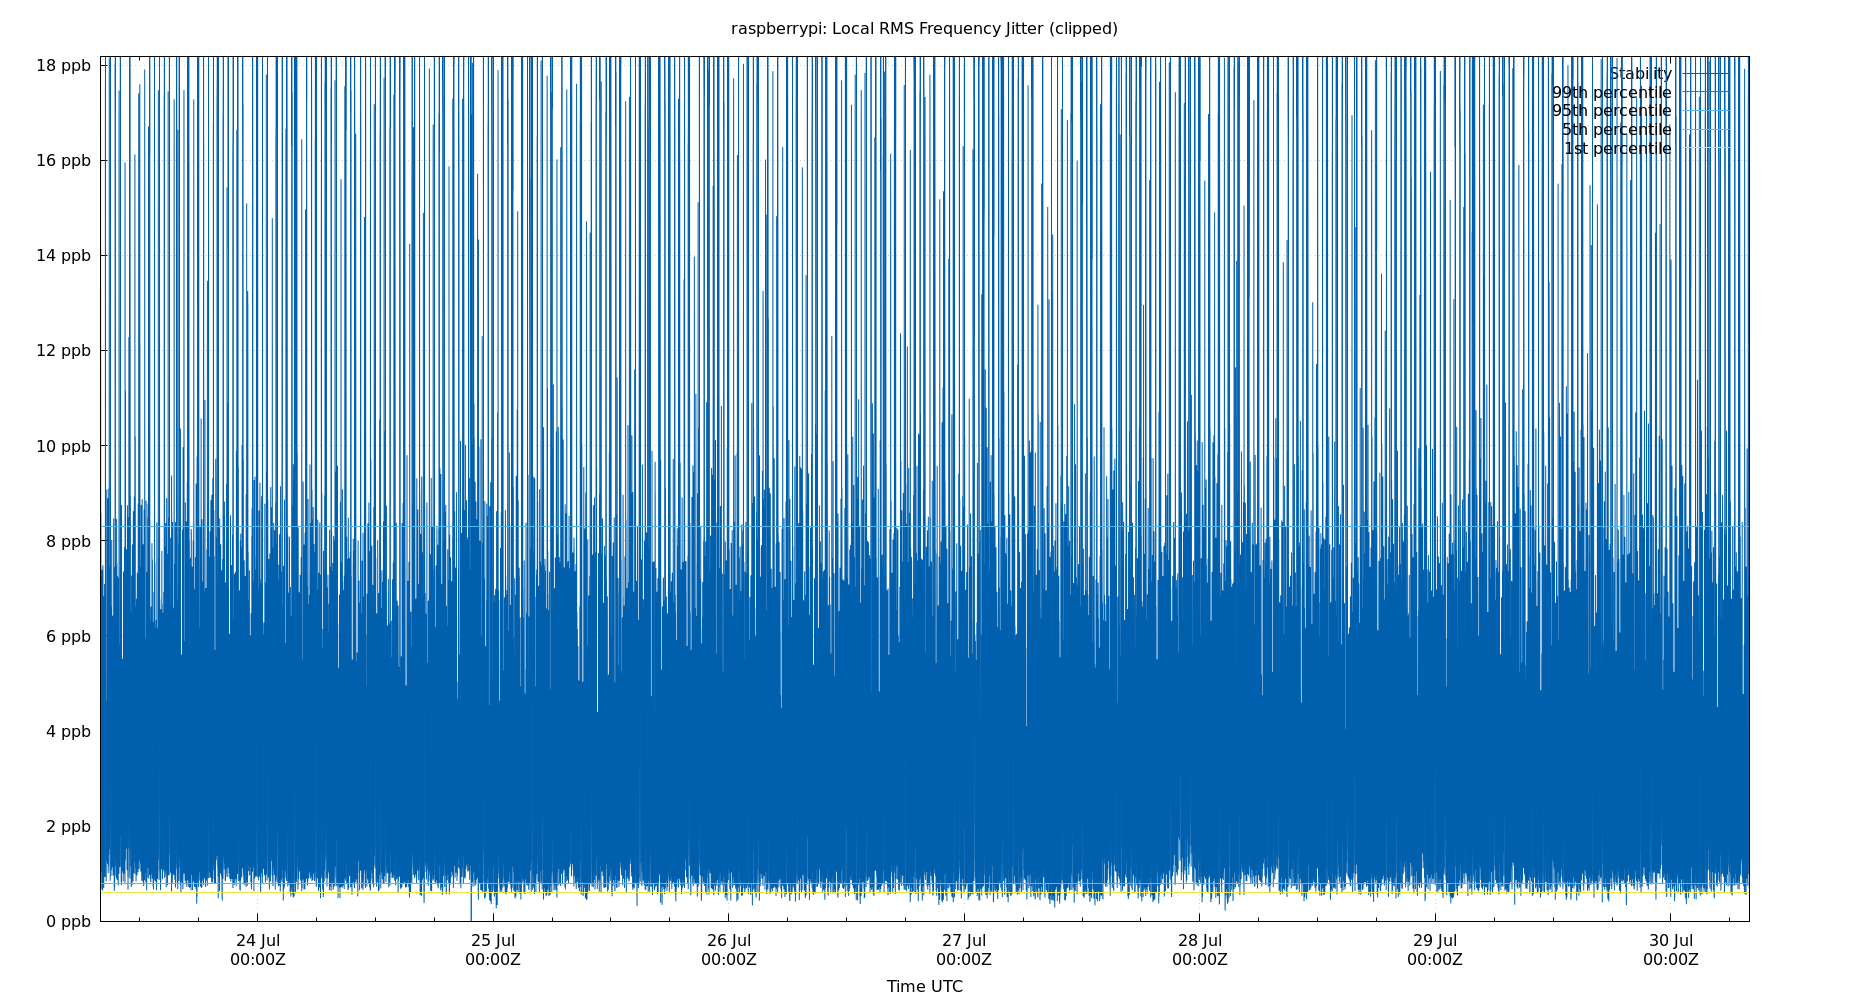 raspberrypi: Local RMS Frequency Jitter (clipped)
18 ppb
16 ppb
14 ppb
12 ppb
10 ppb
8 ppb
6 ppb
4 ppb
2 ppb
0 ppb
Stability
99th percentile
95th percentile
5th percentile
1st percentile
24 Jul 25 Jul 26 Jul 27 Jul 28 Jul 29 Jul 30 Jul
00:00Z 00:00Z 00:00Z 00:00Z 00:00Z 00:00Z 00:00Z
Time UTC